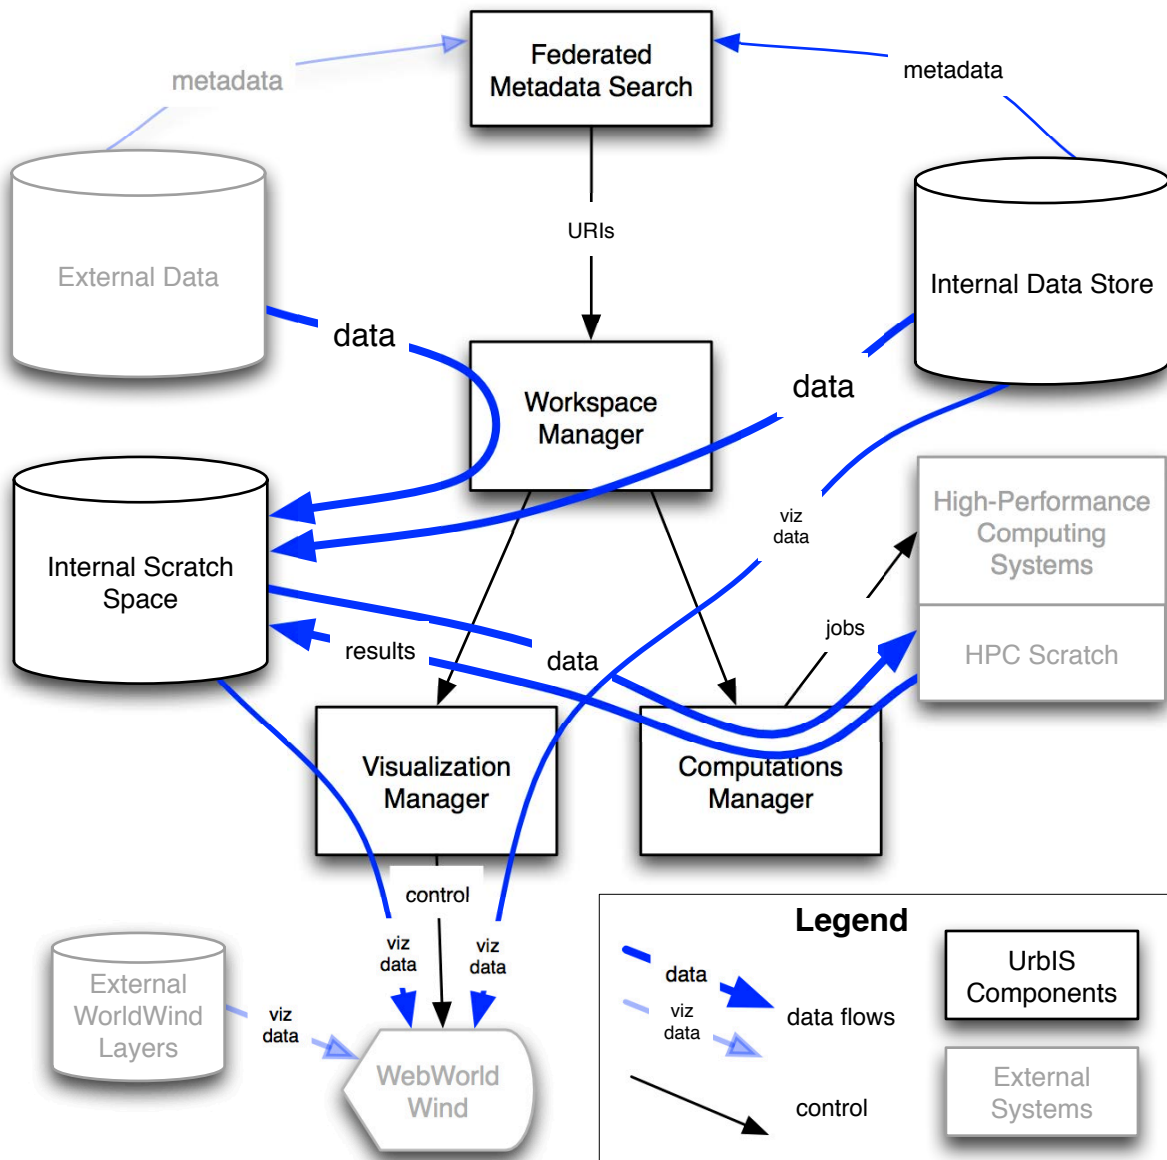 Federated
Metadata Search
metadata
metadata
External Data
URIs
Internal Data Store
data
data
Workspace
Manager
High-Performance
Computing
Systems
viz
data
Internal Scratch
Space
jobs
results
data
HPC Scratch
Visualization
Manager
Computations
Manager
control
viz
data
viz
data
External
WorldWind
Layers
viz
data
WebWorld
Wind
Legend
data
viz
data
data flows
control
UrbIS
Components
External
Systems